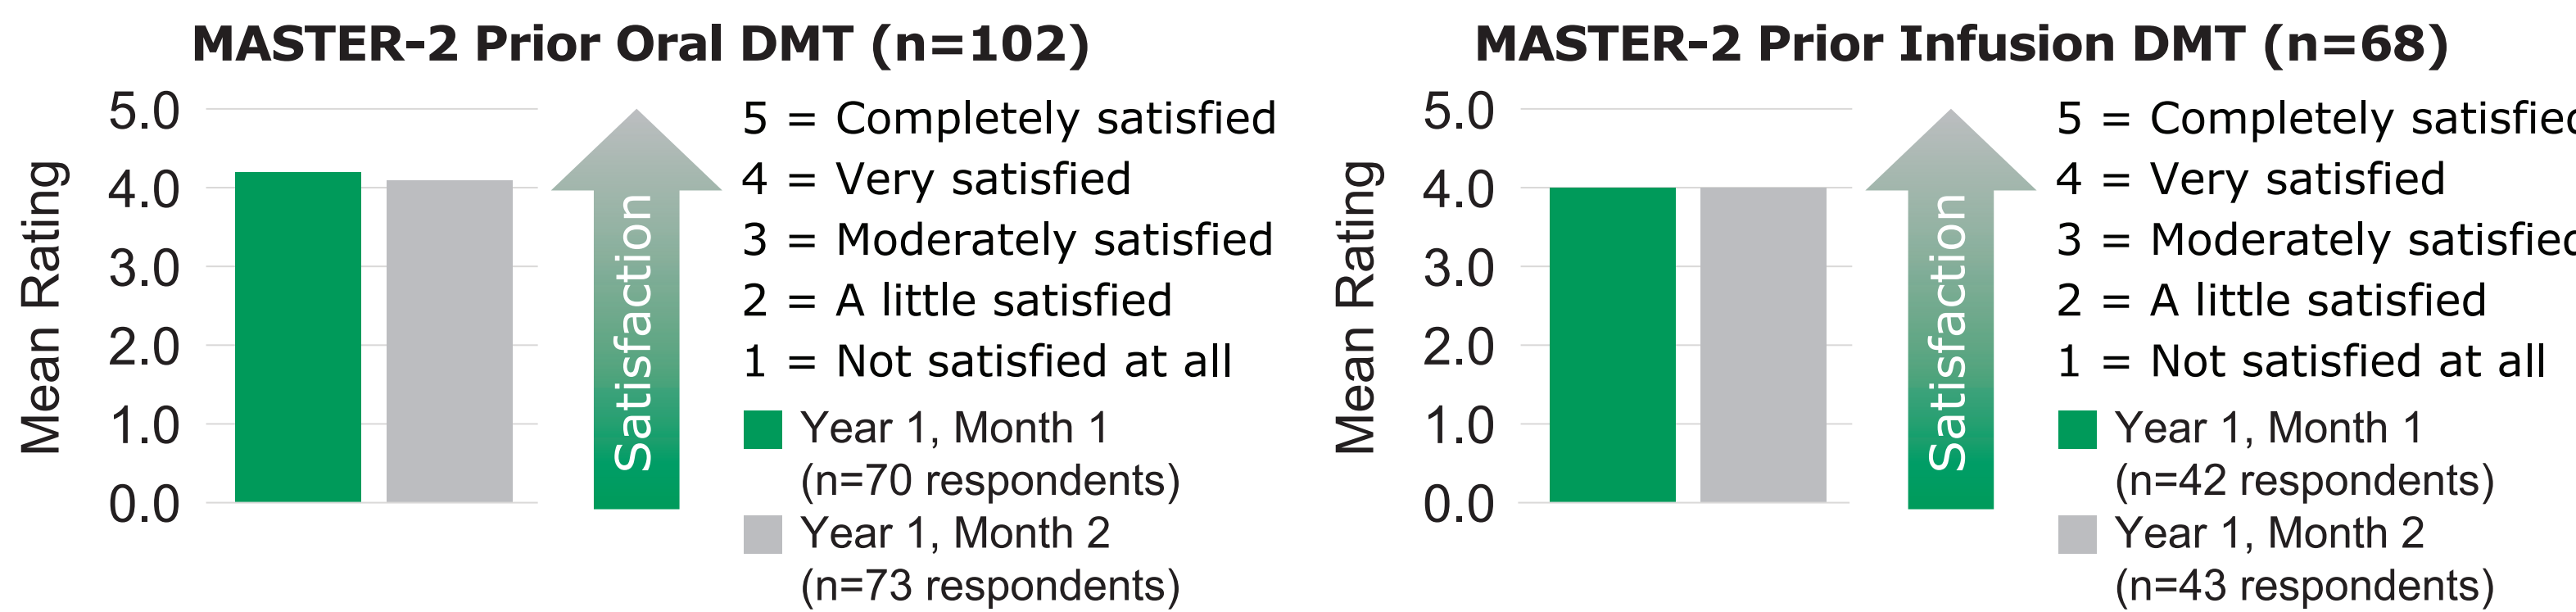 MASTER-2 Prior Oral DMT (n=102)
Mean Rating
5.0
4.0
3.0
2.0
1.0
0.0
Satisfaction
5 = Completely satisfied
4 = Very satisfied
3 = Moderately satisfied
2 = A little satisfied
1 = Not satisfied at all
Year 1, Month 1
(n=70 respondents)
Year 1, Month 2
(n=73 respondents)
MASTER-2 Prior Infusion DMT (n=68)
Mean Rating
5.0
4.0
3.0
2.0
1.0
0.0
Satisfaction
5 = Completely satisfied
4 = Very satisfied
3 = Moderately satisfied
2 = A little satisfied
1 = Not satisfied at all
Year 1, Month 1
(n=42 respondents)
Year 1, Month 2
(n=43 respondents)